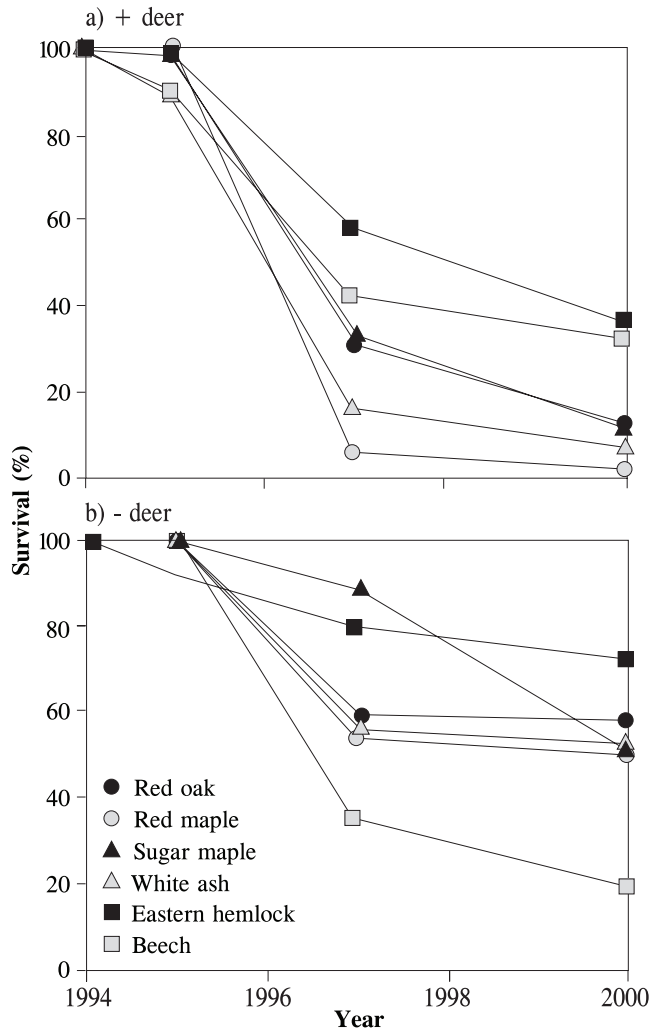 a) + deer
100
80
60
40
20
0
Survival (%)
b) - deer
100
80
60
40
20
0
Red oak
Red maple
Sugar maple
White ash
Eastern hemlock
Beech
1994 1996 1998 2000
Year